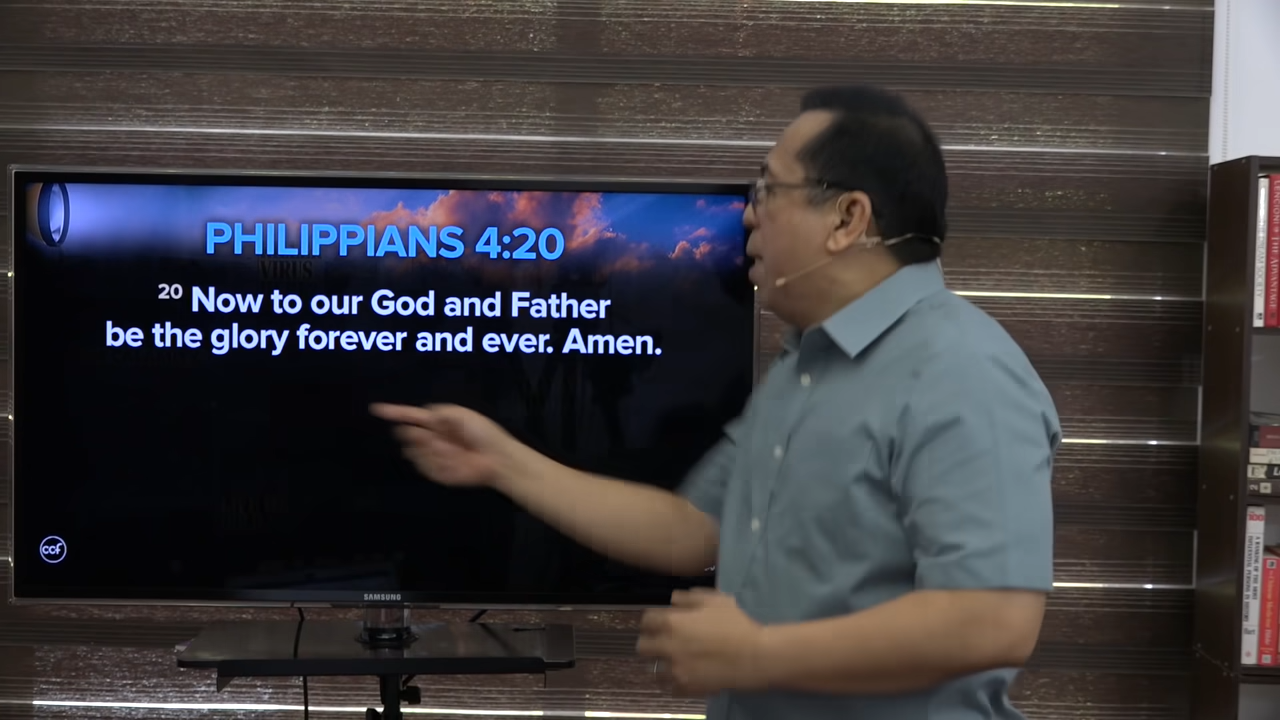 PHILIPPIANS 4:20
20 Now to our God and Father
be the glory forever and ever. Amen.
ccf
SAMSUNG